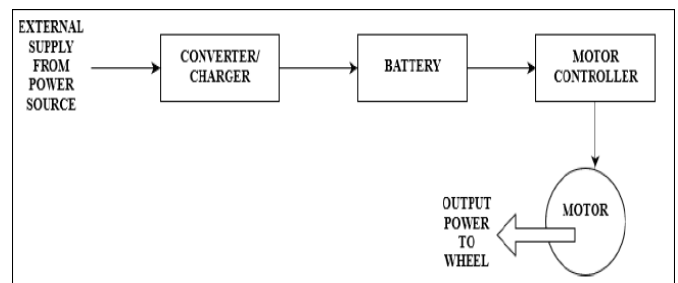 EXTERNAL
SUPPLY
FROM
POWER
SOURCE
CONVERTER/
CHARGER
BATTERY
MOTOR
CONTROLLER
MOTOR
OUTPUT
POWER
TO
WHEEL